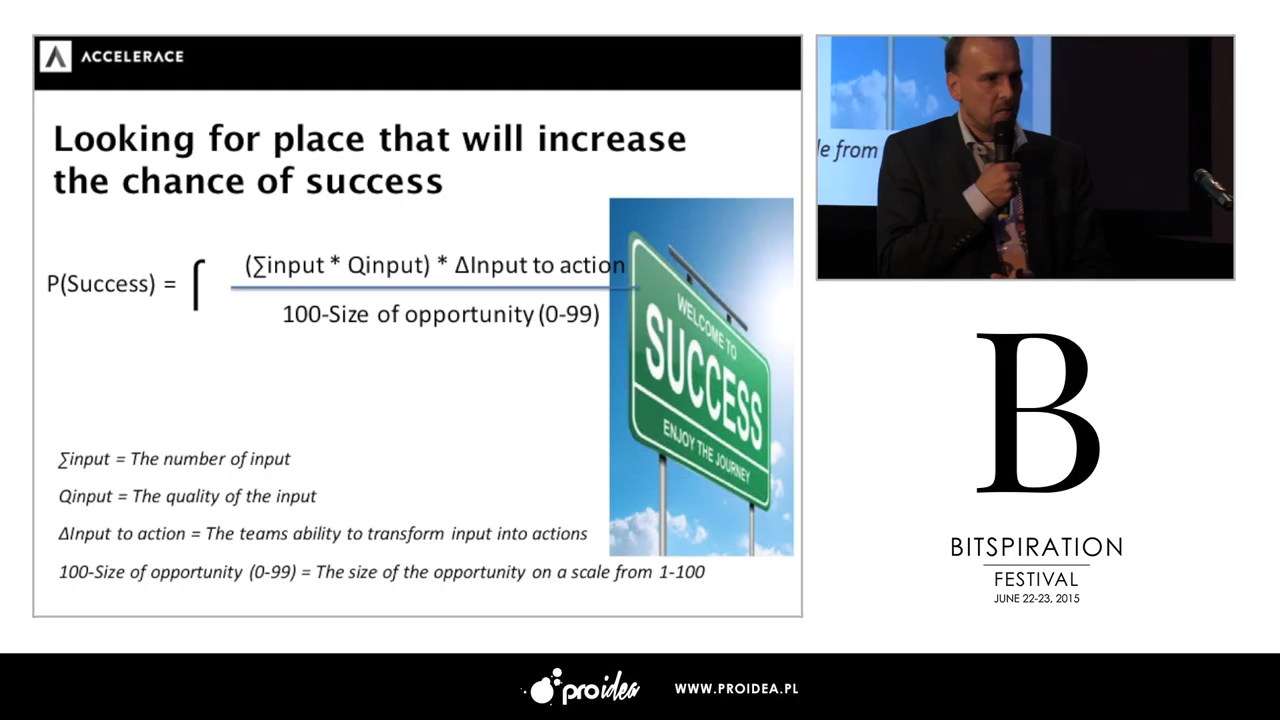 ACCELERACE
Looking for place that will increase
the chance of success
P(Success) = ⌠ (∑input * Qinput) * ΔInput to action
100-Size of opportunity (0-99)
WELCOME TO
SUCCESS
ENJOY THE JOURNEY
∑input = The number of input
Qinput = The quality of the input
ΔInput to action = The teams ability to transform input into actions
100-Size of opportunity (0-99) = The size of the opportunity on a scale from 1-100
le from
B
BITSPIRATION
FESTIVAL
JUNE 22-23, 2015
proidea
WWW.PROIDEA.PL